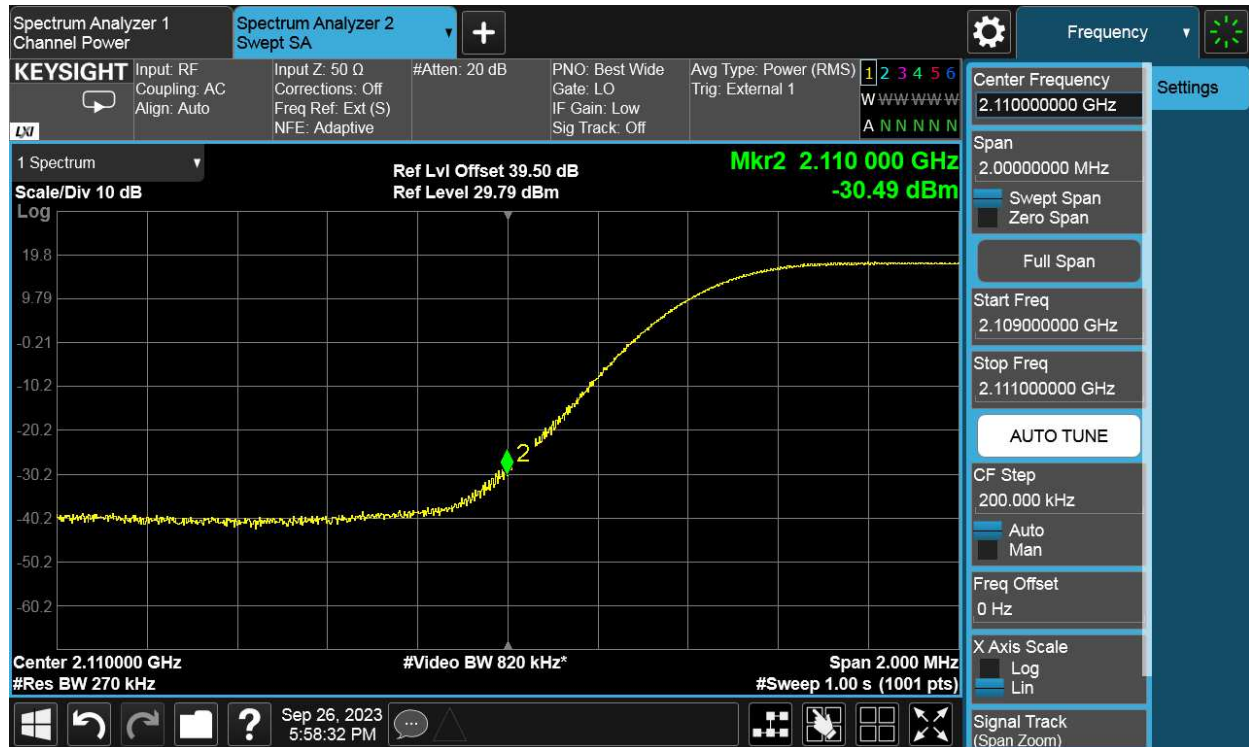 Spectrum Analyzer 1
Channel Power
Spectrum Analyzer 2
Swept SA
Frequency
KEYSIGHT
LXI
Input: RF
Coupling: AC
Align: Auto
Input Z: 50 Ω
Corrections: Off
Freq Ref: Ext (S)
NFE: Adaptive
#Atten: 20 dB
PNO: Best Wide
Gate: LO
IF Gain: Low
Sig Track: Off
Avg Type: Power (RMS)
Trig: External 1
1 2 3 4 5 6
W W W W W W
A N N N N N
1 Spectrum
Scale/Div 10 dB
Log
Ref Lvl Offset 39.50 dB
Ref Level 29.79 dBm
Mkr2 2.110 000 GHz
-30.49 dBm
19.8
9.79
-0.21
-10.2
-20.2
-30.2
-40.2
-50.2
-60.2
2
Center 2.110000 GHz
#Res BW 270 kHz
#Video BW 820 kHz*
Span 2.000 MHz
#Sweep 1.00 s (1001 pts)
Sep 26, 2023
5:58:32 PM
?
Center Frequency
2.110000000 GHz
Span
2.00000000 MHz
Swept Span
Zero Span
Full Span
Start Freq
2.109000000 GHz
Stop Freq
2.111000000 GHz
AUTO TUNE
CF Step
200.000 kHz
Auto
Man
Freq Offset
0 Hz
X Axis Scale
Log
Lin
Signal Track
(Span Zoom)
Settings